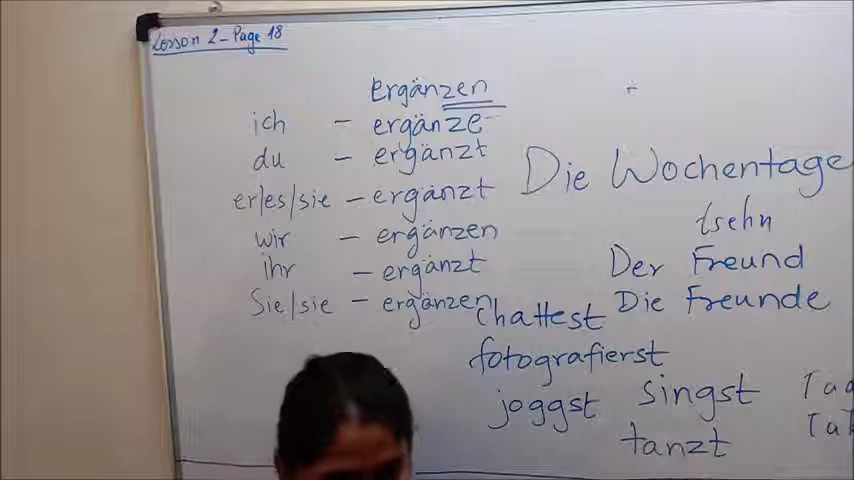 Lesson 2 - Page 18
ergänzen
ich - ergänze
du - ergänzt
er/es/sie - ergänzt
wir - ergänzen
ihr - ergänzt
Sie/sie - ergänzen
Die Wochentage
tsehn
Der Freund
Die Freunde
chattest
fotografierst
joggst singst
tanzt